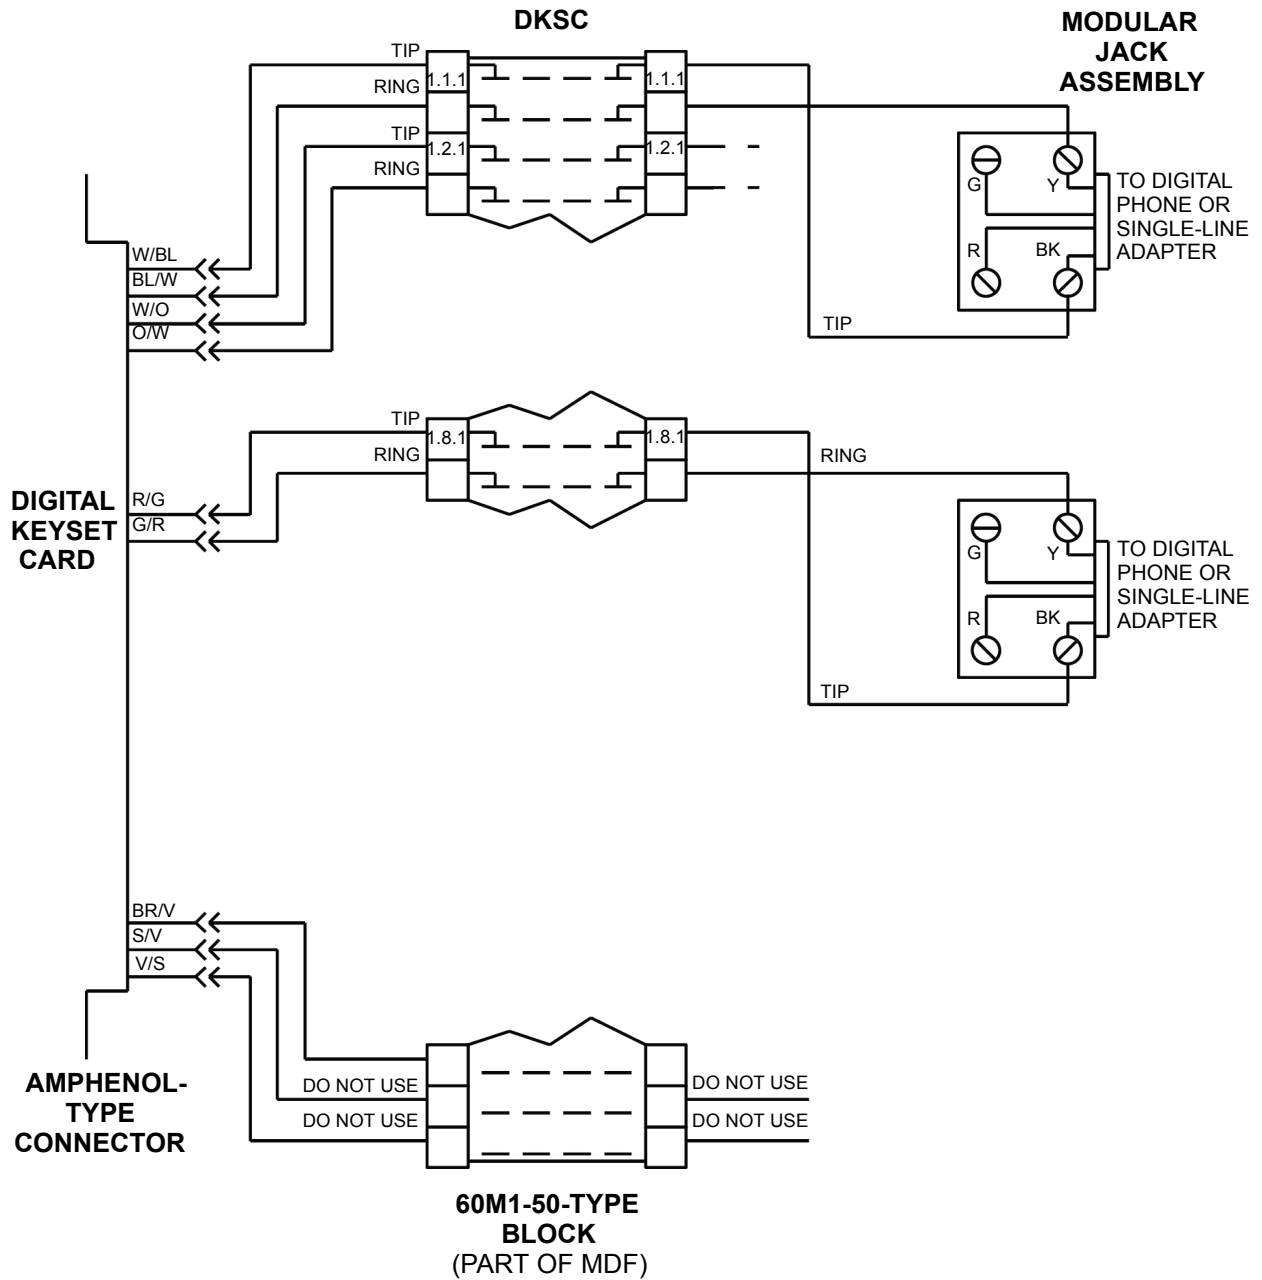 DKSC
MODULAR
JACK
ASSEMBLY
TIP
1.1.1
1.1.1
RING
TIP
1.2.1
1.2.1
RING
G
Y
R
BK
TO DIGITAL
PHONE OR
SINGLE-LINE
ADAPTER
W/BL
BL/W
W/O
O/W
TIP
TIP
1.8.1
1.8.1
RING
RING
DIGITAL
KEYSET
CARD
R/G
G/R
G
Y
R
BK
TO DIGITAL
PHONE OR
SINGLE-LINE
ADAPTER
TIP
BR/V
S/V
V/S
AMPHENOL-
TYPE
CONNECTOR
DO NOT USE
DO NOT USE
DO NOT USE
DO NOT USE
60M1-50-TYPE
BLOCK
(PART OF MDF)